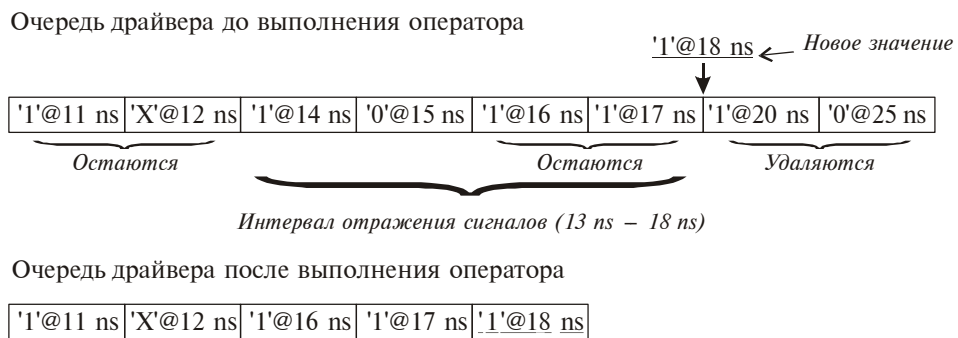 Очередь драйвера до выполнения оператора
'1'@18 ns Новое значение
'1'@11 ns 'X'@12 ns '1'@14 ns '0'@15 ns '1'@16 ns '1'@17 ns '1'@20 ns '0'@25 ns
Остаются Остаются Удаляются
Интервал отражения сигналов (13 ns – 18 ns)
Очередь драйвера после выполнения оператора
'1'@11 ns 'X'@12 ns '1'@16 ns '1'@17 ns '1'@18 ns